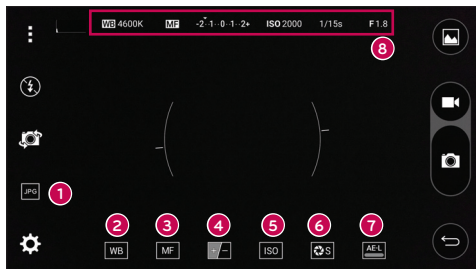 WB 4600K MF -2··1··0··1··2+ ISO 2000 1/15s F 1.8
8
JPG 1
2 3 4 5 6 7
WB MF +/- ISO S AE-L